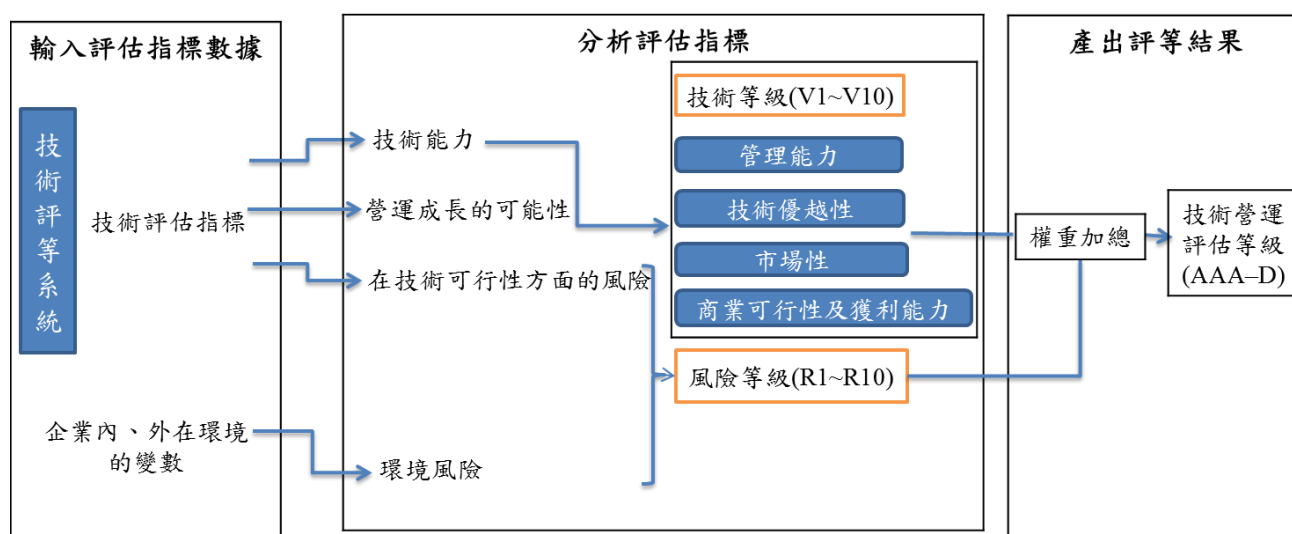 輸入評估指標數據
技術評等系統
技術評估指標
企業內、外在環境
的變數
分析評估指標
技術能力
營運成長的可能性
在技術可行性方面的風險
環境風險
技術等級(V1~V10)
管理能力
技術優越性
市場性
商業可行性及獲利能力
風險等級(R1~R10)
產出評等結果
權重加總
技術營運
評估等級
(AAA–D)